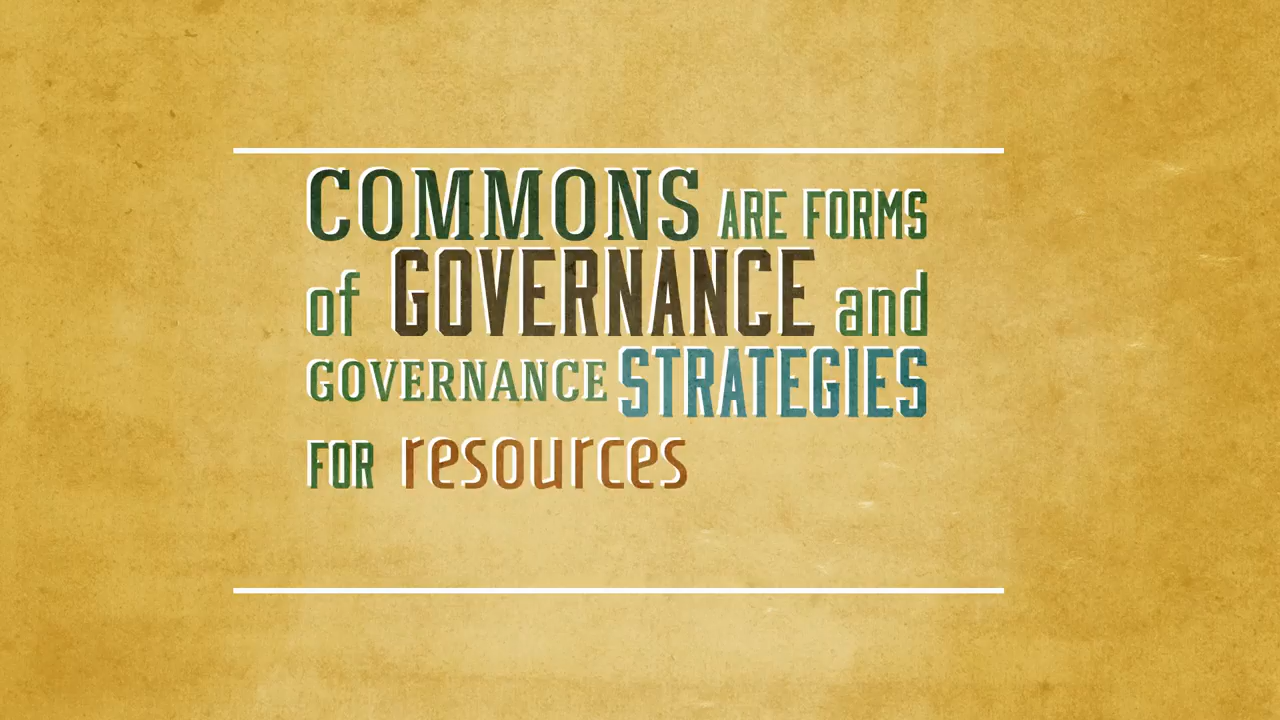 COMMONS ARE FORMS
of GOVERNANCE and
GOVERNANCE STRATEGIES
FOR resources